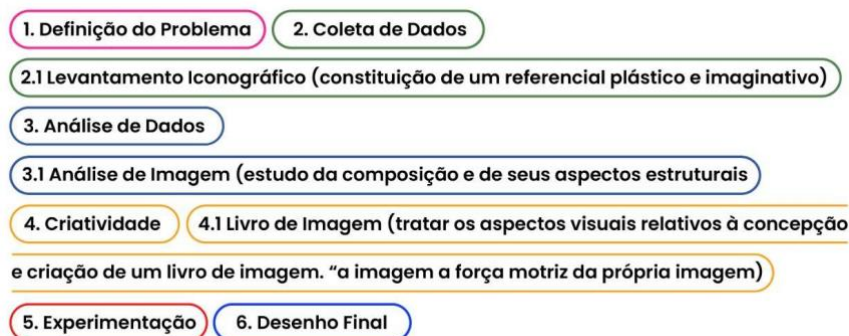 1. Definição do Problema 2. Coleta de Dados
2.1 Levantamento Iconográfico (constituição de um referencial plástico e imaginativo)
3. Análise de Dados
3.1 Análise de Imagem (estudo da composição e de seus aspectos estruturais
4. Criatividade 4.1 Livro de Imagem (tratar os aspectos visuais relativos à concepção
e criação de um livro de imagem. “a imagem a força motriz da própria imagem)
5. Experimentação 6. Desenho Final